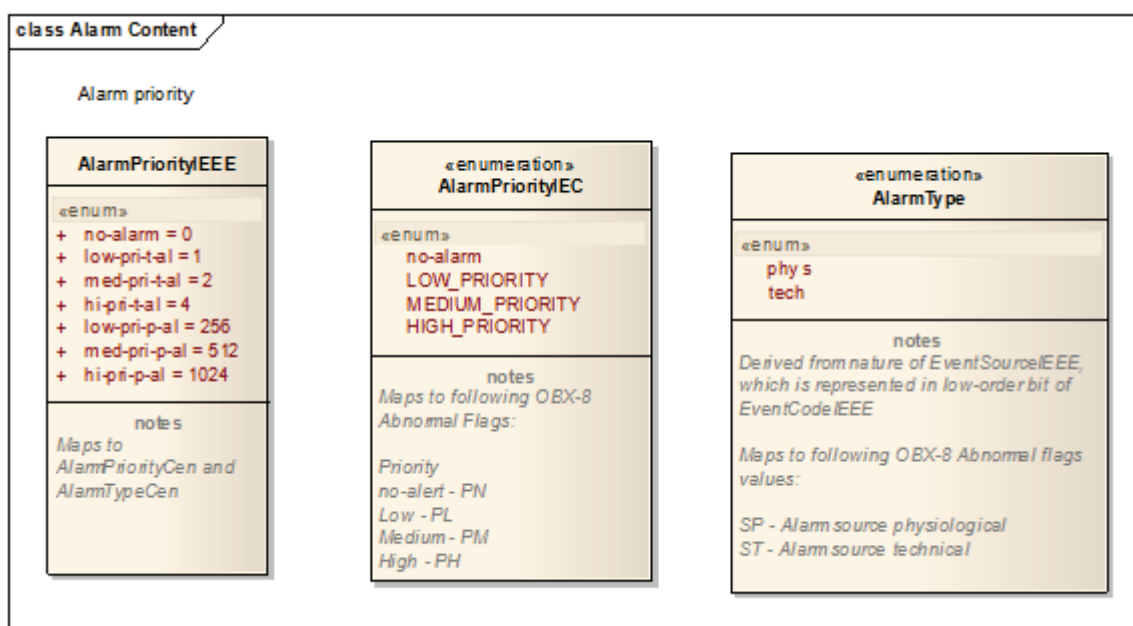 class Alarm Content
Alarm priority
AlarmPriorityIEEE
«enum»
+ no-alarm = 0
+ low-pri-t-al = 1
+ med-pri-t-al = 2
+ hi-pri-t-al = 4
+ low-pri-p-al = 256
+ med-pri-p-al = 512
+ hi-pri-p-al = 1024
notes
Maps to
AlarmPriorityCen and
AlarmTypeCen
«enumeration»
AlarmPriorityIEC
«enum»
no-alarm
LOW_PRIORITY
MEDIUM_PRIORITY
HIGH_PRIORITY
notes
Maps to following OBX-8
Abnormal Flags:
Priority
no-alert - PN
Low - PL
Medium - PM
High - PH
«enumeration»
AlarmType
«enum»
phys
tech
notes
Derived from nature of EventSourceIEEE,
which is represented in low-order bit of
EventCodeIEEE
Maps to following OBX-8 Abnormal flags
values:
SP - Alarm source physiological
ST - Alarm source technical